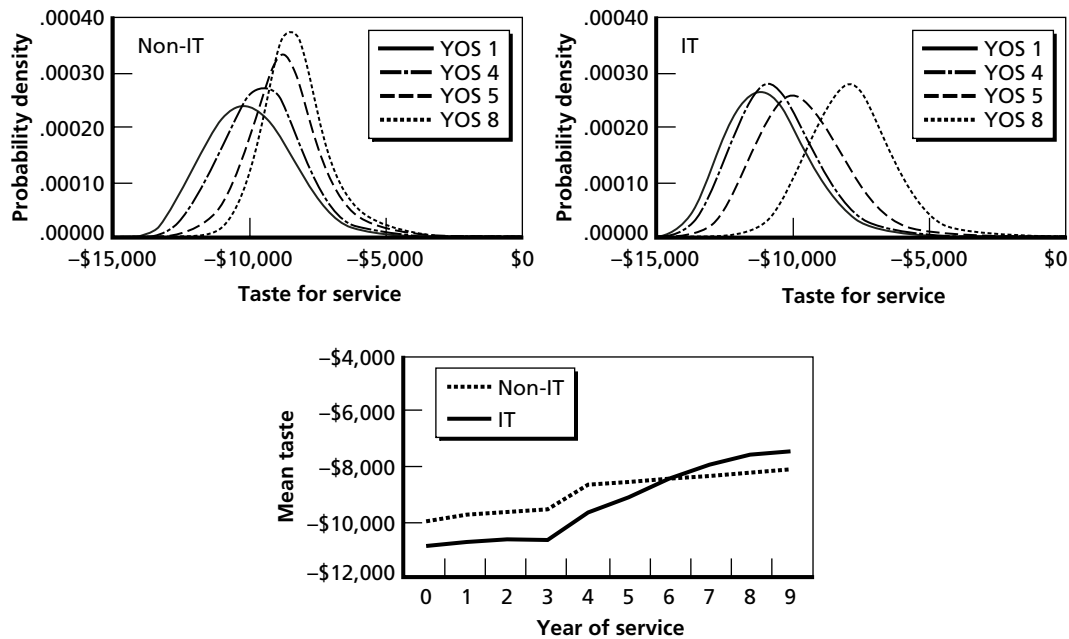 Probability density
.00040
.00030
.00020
.00010
.00000
Non-IT
YOS 1
YOS 4
YOS 5
YOS 8
–$15,000
–$10,000
–$5,000
$0
Taste for service
Probability density
.00040
.00030
.00020
.00010
.00000
IT
YOS 1
YOS 4
YOS 5
YOS 8
–$15,000
–$10,000
–$5,000
$0
Taste for service
Mean taste
–$4,000
–$6,000
–$8,000
–$10,000
–$12,000
Non-IT
IT
0 1 2 3 4 5 6 7 8 9
Year of service